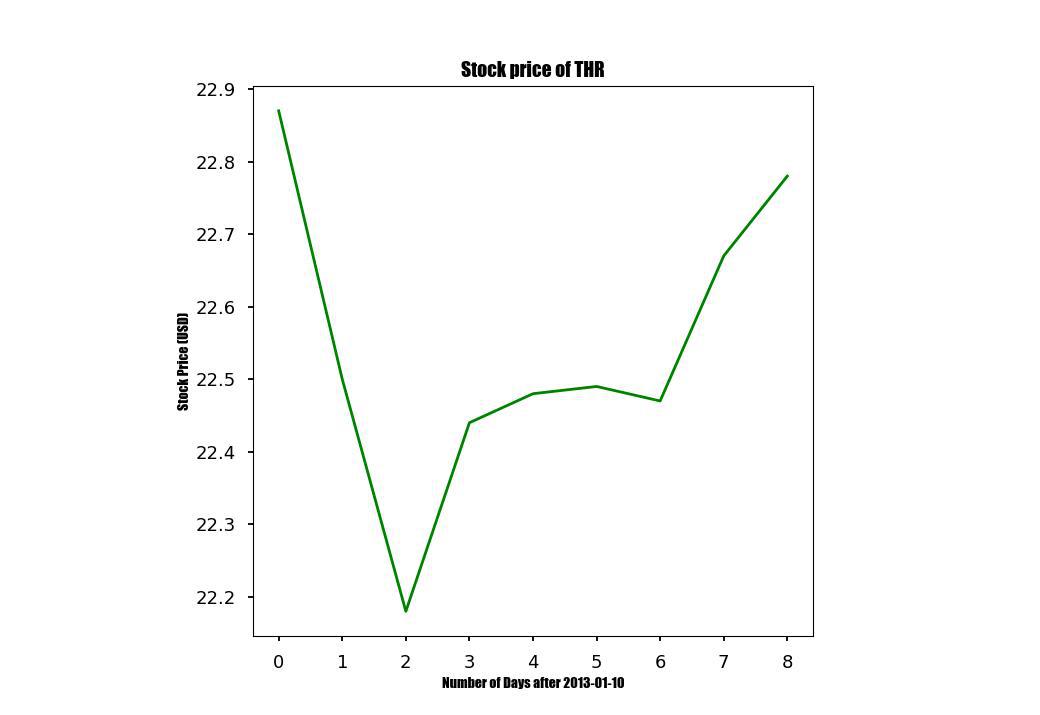 Stock price of THR
22.9
22.8
22.7
22.6
22.5
22.4
22.3
22.2
Stock Price (USD)
0 1 2 3 4 5 6 7 8
Number of Days after 2013-01-10